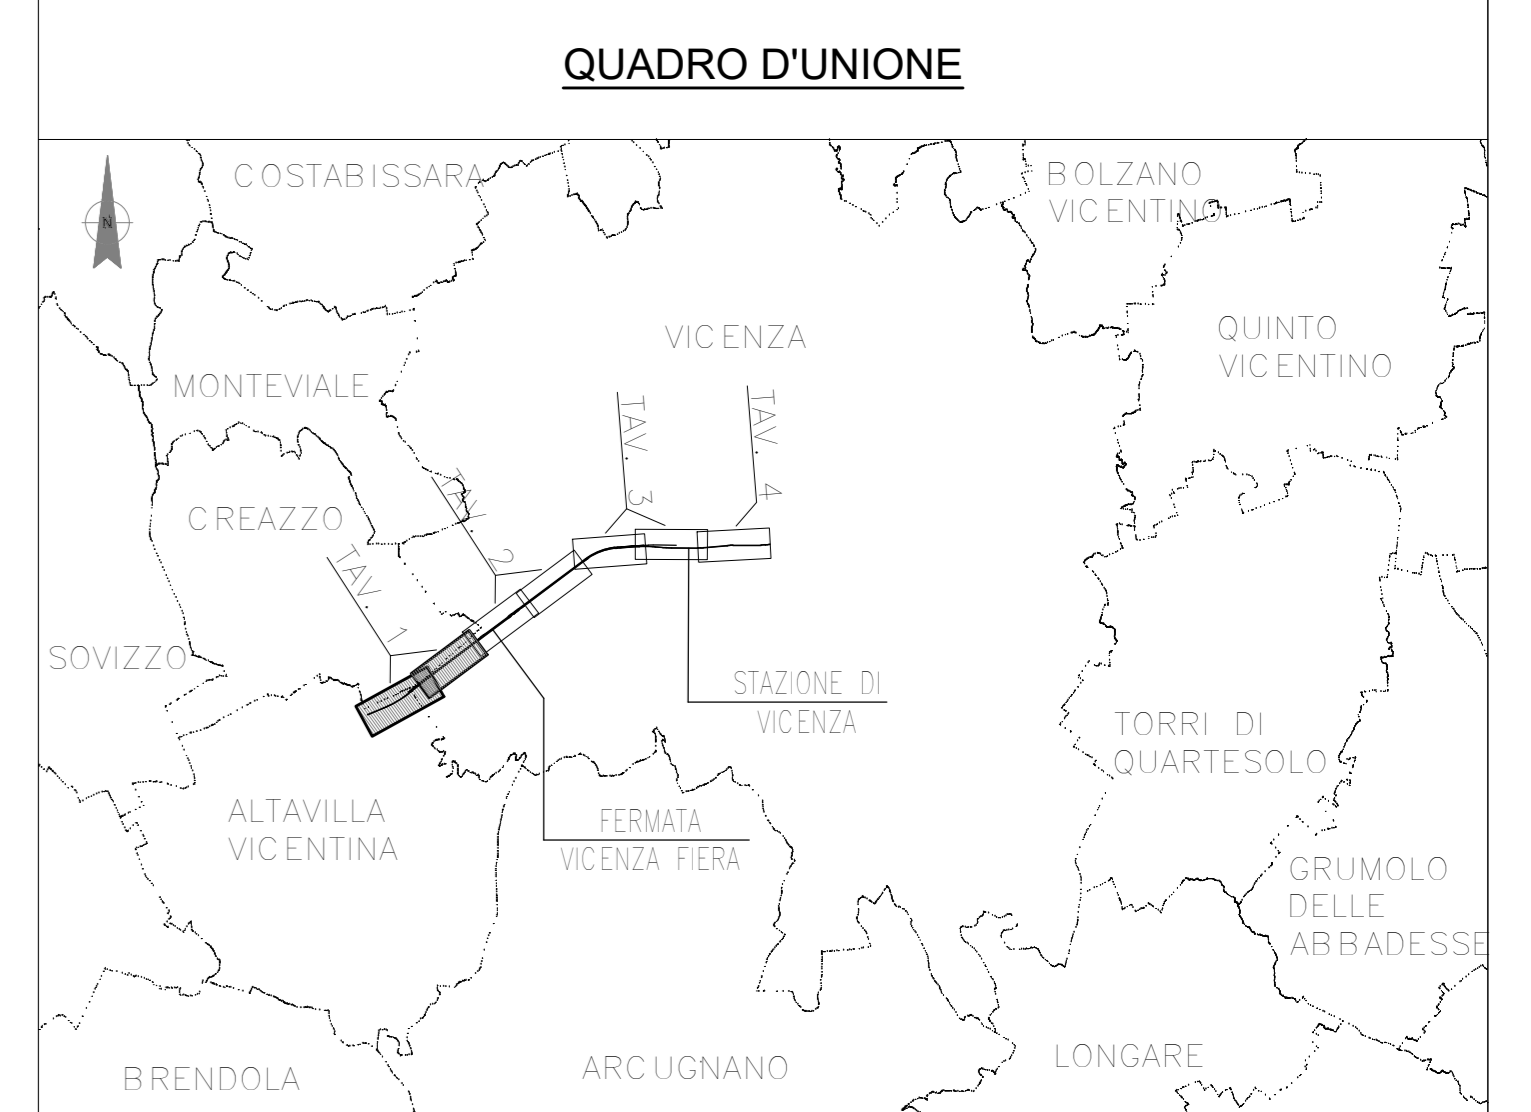 QUADRO D'UNIONE
COSTABISSARA
BOLZANO
VICENTINO
N
VICENZA
QUINTO
VICENTINO
MONTEVIALE
TAV. 3
TAV. 4
CREAZZO
TAV. 2
TAV. 1
SOVIZZO
STAZIONE DI
VICENZA
TORRI DI
QUARTESOLO
ALTAVILLA
VICENTINA
FERMATA
VICENZA FIERA
GRUMOLO
DELLE
ABBADESSE
BRENDOLA
ARCUGNANO
LONGARE